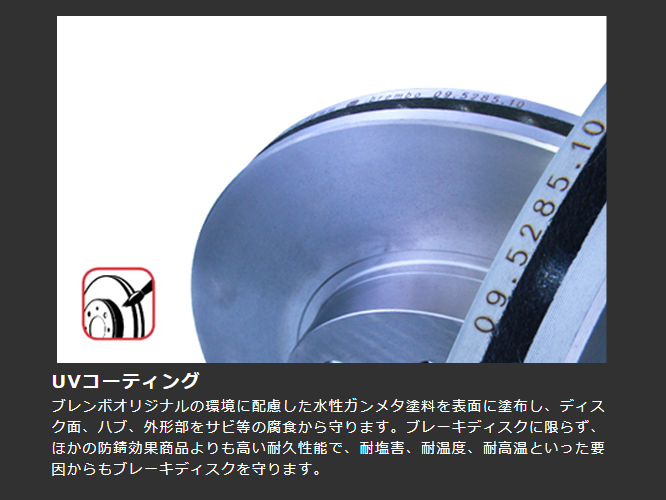 brembo 09.5285.10
09.5285.10
UVコーティング
ブレンボオリジナルの環境に配慮した水性ガンメタ塗料を表面に塗布し、ディス
ク面、ハブ、外形部をサビ等の腐食から守ります。ブレーキディスクに限らず、
ほかの防錆効果商品よりも高い耐久性能で、耐塩害、耐温度、耐高温といった要
因からもブレーキディスクを守ります。